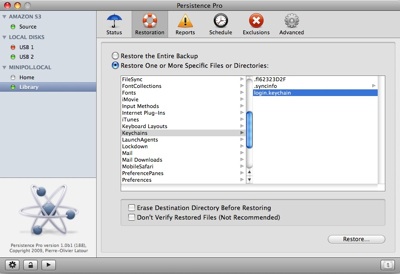 Persistence Pro
AMAZON S3
Source
LOCAL DISKS
USB 1
USB 2
MINIPOL.LOCAL
Home
Library
Status
Restoration
Reports
Schedule
Exclusions
Advanced
Restore the Entire Backup
Restore One or More Specific Files or Directories:
FileSync
FontCollections
Fonts
iMovie
Input Methods
Internet Plug-Ins
iTunes
Keyboard Layouts
Keychains
LaunchAgents
Lockdown
Mail
Mail Downloads
MobileSafari
PreferencePanes
Preferences
.fl62323D2F
.syncinfo
login.keychain
Erase Destination Directory Before Restoring
Don't Verify Restored Files (Not Recommended)
Restore...
Persistence Pro version 1.0b1 (188),
Copyright 2009, Pierre-Olivier Latour